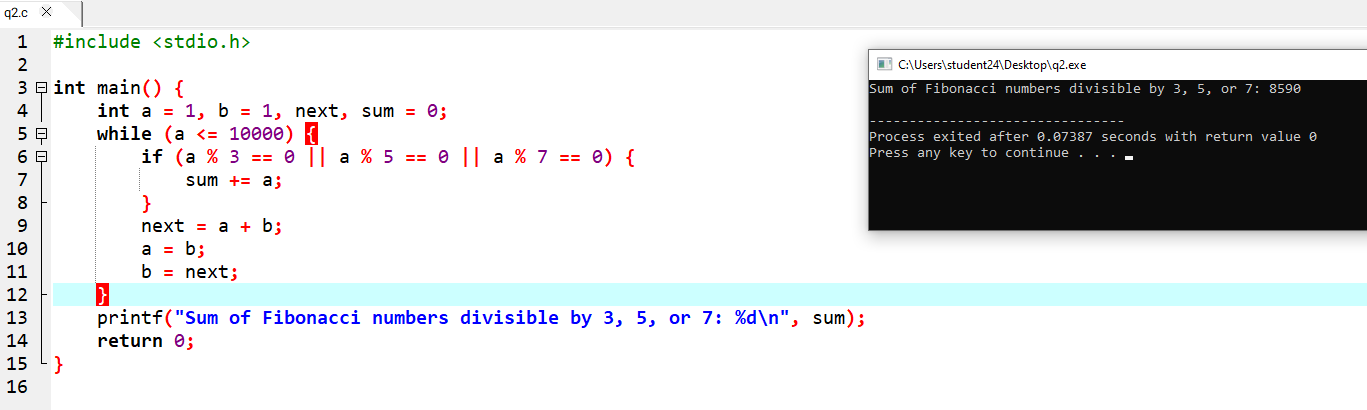 q2.c
1 #include <stdio.h>
2
3 int main() {
4 int a = 1, b = 1, next, sum = 0;
5 while (a <= 10000) {
6 if (a % 3 == 0 || a % 5 == 0 || a % 7 == 0) {
7 sum += a;
8 }
9 next = a + b;
10 a = b;
11 b = next;
12 }
13 printf("Sum of Fibonacci numbers divisible by 3, 5, or 7: %d\n", sum);
14 return 0;
15 }
16
C:\Users\student24\Desktop\q2.exe
Sum of Fibonacci numbers divisible by 3, 5, or 7: 8590
--------------------------------
Process exited after 0.07387 seconds with return value 0
Press any key to continue . . .